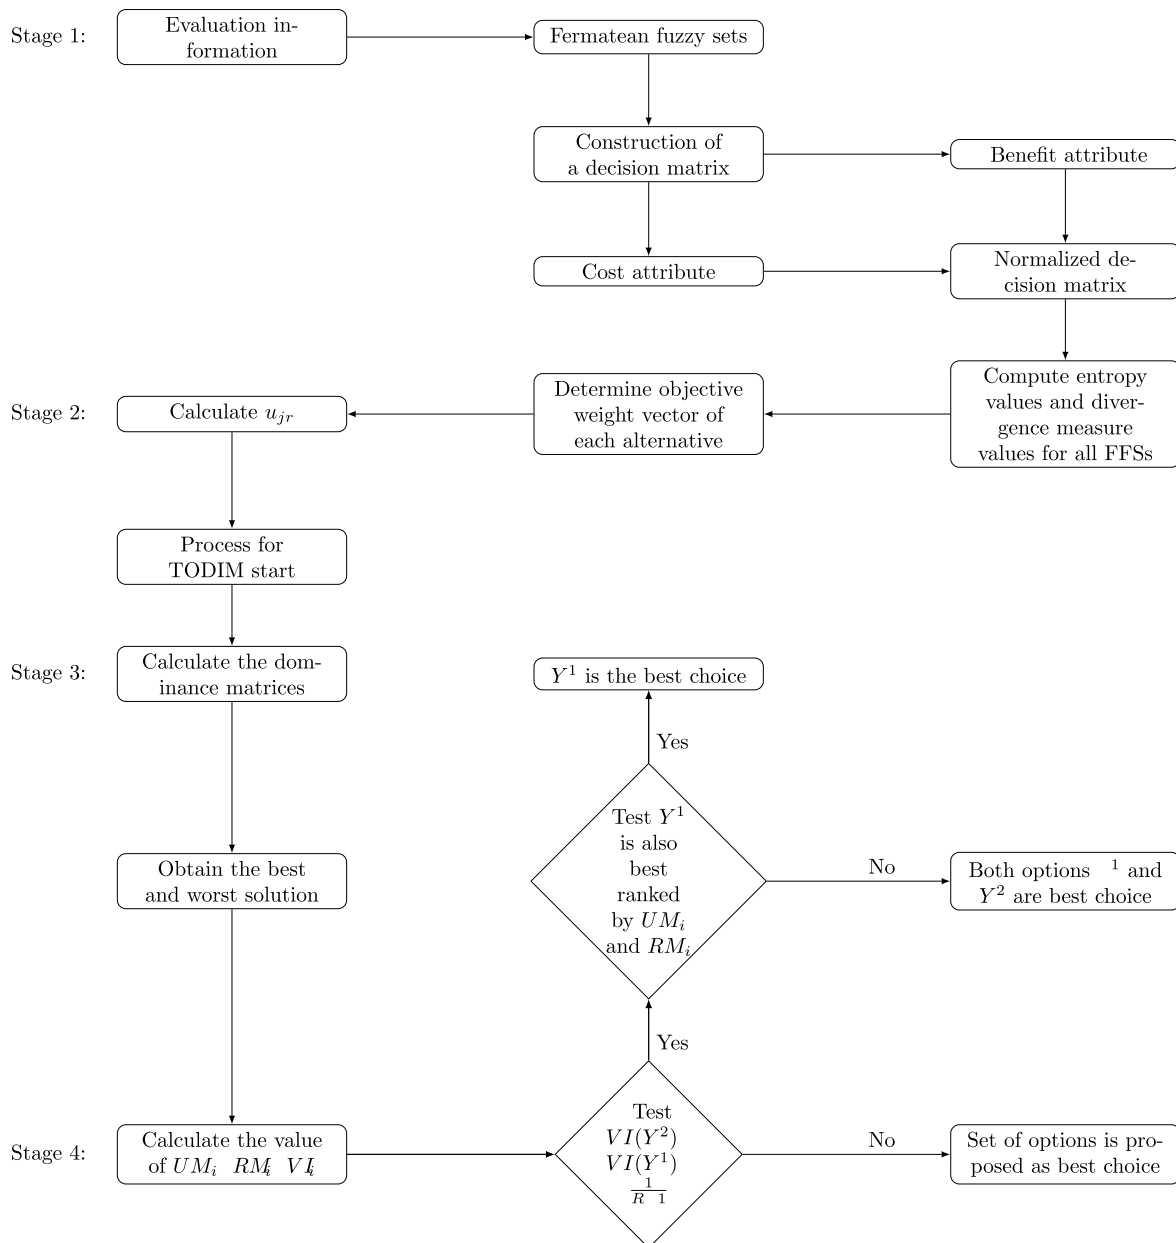 Stage 1:
Evaluation in-
formation
Fermatean fuzzy sets
Construction of
a decision matrix
Benefit attribute
Cost attribute
Normalized de-
cision matrix
Stage 2:
Calculate u_{jr}
Determine objective
weight vector of
each alternative
Compute entropy
values and diver-
gence measure
values for all FFSs
Process for
TODIM start
Stage 3:
Calculate the dom-
inance matrices
Y^1 is the best choice
Yes
Test Y^1
is also
best
ranked
by UM_i
and RM_i
No
Both options ^1 and
Y^2 are best choice
Obtain the best
and worst solution
Yes
Stage 4:
Calculate the value
of UM_i RM_i VI_i
Test
VI(Y^2)
VI(Y^1)
1
R 1
No
Set of options is pro-
posed as best choice